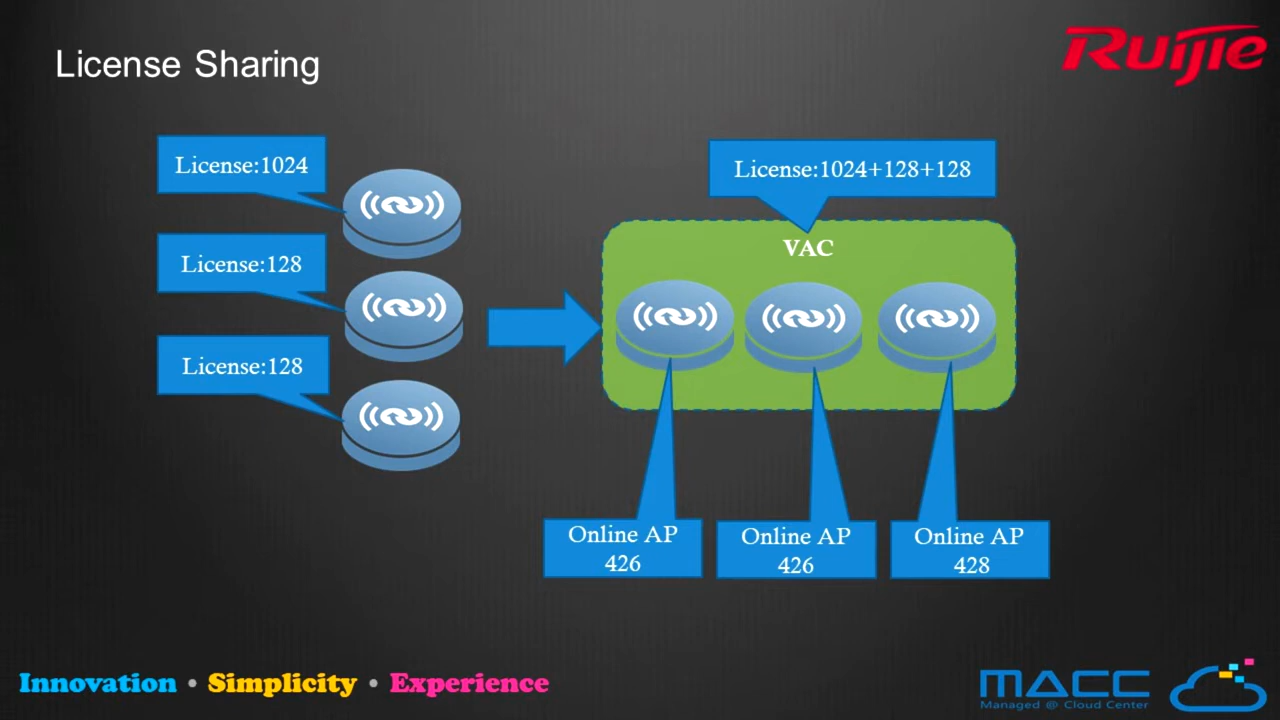 License Sharing
Ruijie
License:1024
License:128
License:128
License:1024+128+128
VAC
Online AP
426
Online AP
426
Online AP
428
Innovation • Simplicity • Experience
MACC
Managed @ Cloud Center